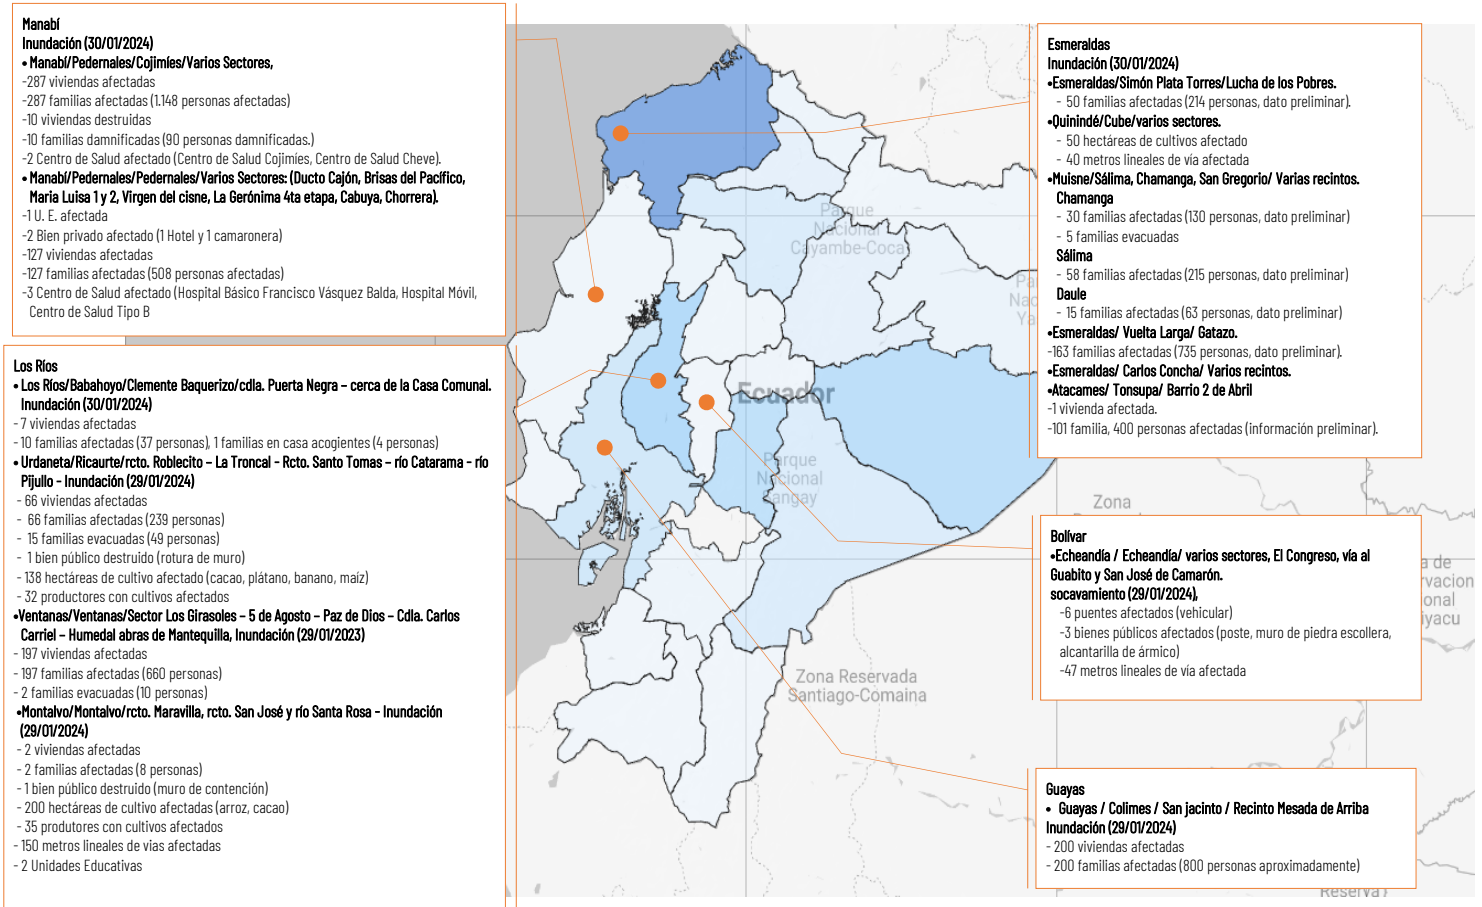 Manabí
Inundación (30/01/2024)
• Manabí/Pedernales/Cojimíes/Varios Sectores,
-287 viviendas afectadas
-287 familias afectadas (1.148 personas afectadas)
-10 viviendas destruidas
-10 familias damnificadas (90 personas damnificadas.)
-2 Centro de Salud afectado (Centro de Salud Cojimíes, Centro de Salud Cheve).
• Manabí/Pedernales/Pedernales/Varios Sectores: (Ducto Cajón, Brisas del Pacífico,
Maria Luisa 1 y 2, Virgen del cisne, La Gerónima 4ta etapa, Cabuya, Chorrera).
-1 U. E. afectada
-2 Bien privado afectado (1 Hotel y 1 camaronera)
-127 viviendas afectadas
-127 familias afectadas (508 personas afectadas)
-3 Centro de Salud afectado (Hospital Básico Francisco Vásquez Balda, Hospital Móvil,
Centro de Salud Tipo B
Los Ríos
• Los Ríos/Babahoyo/Clemente Baquerizo/cdla. Puerta Negra – cerca de la Casa Comunal.
Inundación (30/01/2024)
- 7 viviendas afectadas
- 10 familias afectadas (37 personas), 1 familias en casa acogientes (4 personas)
• Urdaneta/Ricaurte/rcto. Roblecito – La Troncal - Rcto. Santo Tomas – río Catarama - río
Pijullo - Inundación (29/01/2024)
- 66 viviendas afectadas
- 66 familias afectadas (239 personas)
- 15 familias evacuadas (49 personas)
- 1 bien público destruido (rotura de muro)
- 138 hectáreas de cultivo afectado (cacao, plátano, banano, maíz)
- 32 productores con cultivos afectados
•Ventanas/Ventanas/Sector Los Girasoles – 5 de Agosto – Paz de Dios – Cdla. Carlos
Carriel – Humedal abras de Mantequilla, Inundación (29/01/2023)
- 197 viviendas afectadas
- 197 familias afectadas (660 personas)
- 2 familias evacuadas (10 personas)
•Montalvo/Montalvo/rcto. Maravilla, rcto. San José y río Santa Rosa - Inundación
(29/01/2024)
- 2 viviendas afectadas
- 2 familias afectadas (8 personas)
- 1 bien público destruido (muro de contención)
- 200 hectáreas de cultivo afectadas (arroz, cacao)
- 35 produtores con cultivos afectados
- 150 metros lineales de vias afectadas
- 2 Unidades Educativas
Parque
Nacional
Cayambe-Coca
Ecuador
Parque
Nacional
Sangay
Zona
Zona Reservada
Santiago-Comaina
Esmeraldas
Inundación (30/01/2024)
•Esmeraldas/Simón Plata Torres/Lucha de los Pobres.
- 50 familias afectadas (214 personas, dato preliminar).
•Quinindé/Cube/varios sectores.
- 50 hectáreas de cultivos afectado
- 40 metros lineales de vía afectada
•Muisne/Sálima, Chamanga, San Gregorio/ Varias recintos.
Chamanga
- 30 familias afectadas (130 personas, dato preliminar)
- 5 familias evacuadas
Sálima
- 58 familias afectadas (215 personas, dato preliminar)
Daule
- 15 familias afectadas (63 personas, dato preliminar)
•Esmeraldas/ Vuelta Larga/ Gatazo.
-163 familias afectadas (735 personas, dato preliminar).
•Esmeraldas/ Carlos Concha/ Varios recintos.
•Atacames/ Tonsupa/ Barrio 2 de Abril
-1 vivienda afectada.
-101 familia, 400 personas afectadas (información preliminar).
Bolívar
•Echeandía / Echeandía/ varios sectores, El Congreso, vía al
Guabito y San José de Camarón.
socavamiento (29/01/2024),
-6 puentes afectados (vehicular)
-3 bienes públicos afectados (poste, muro de piedra escollera,
alcantarilla de ármico)
-47 metros lineales de vía afectada
Guayas
• Guayas / Colimes / San jacinto / Recinto Mesada de Arriba
Inundación (29/01/2024)
- 200 viviendas afectadas
- 200 familias afectadas (800 personas aproximadamente)